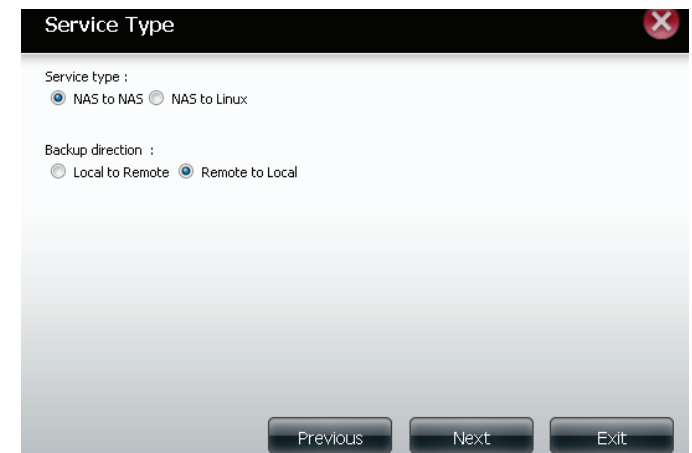 Service Type
Service type :
NAS to NAS NAS to Linux
Backup direction :
Local to Remote Remote to Local
Previous Next Exit